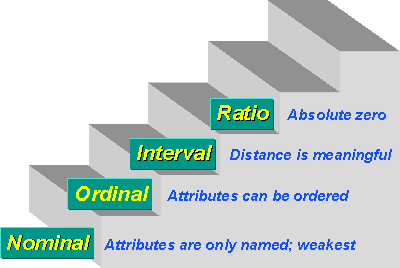 Ratio Absolute zero
Interval Distance is meaningful
Ordinal Attributes can be ordered
Nominal Attributes are only named; weakest